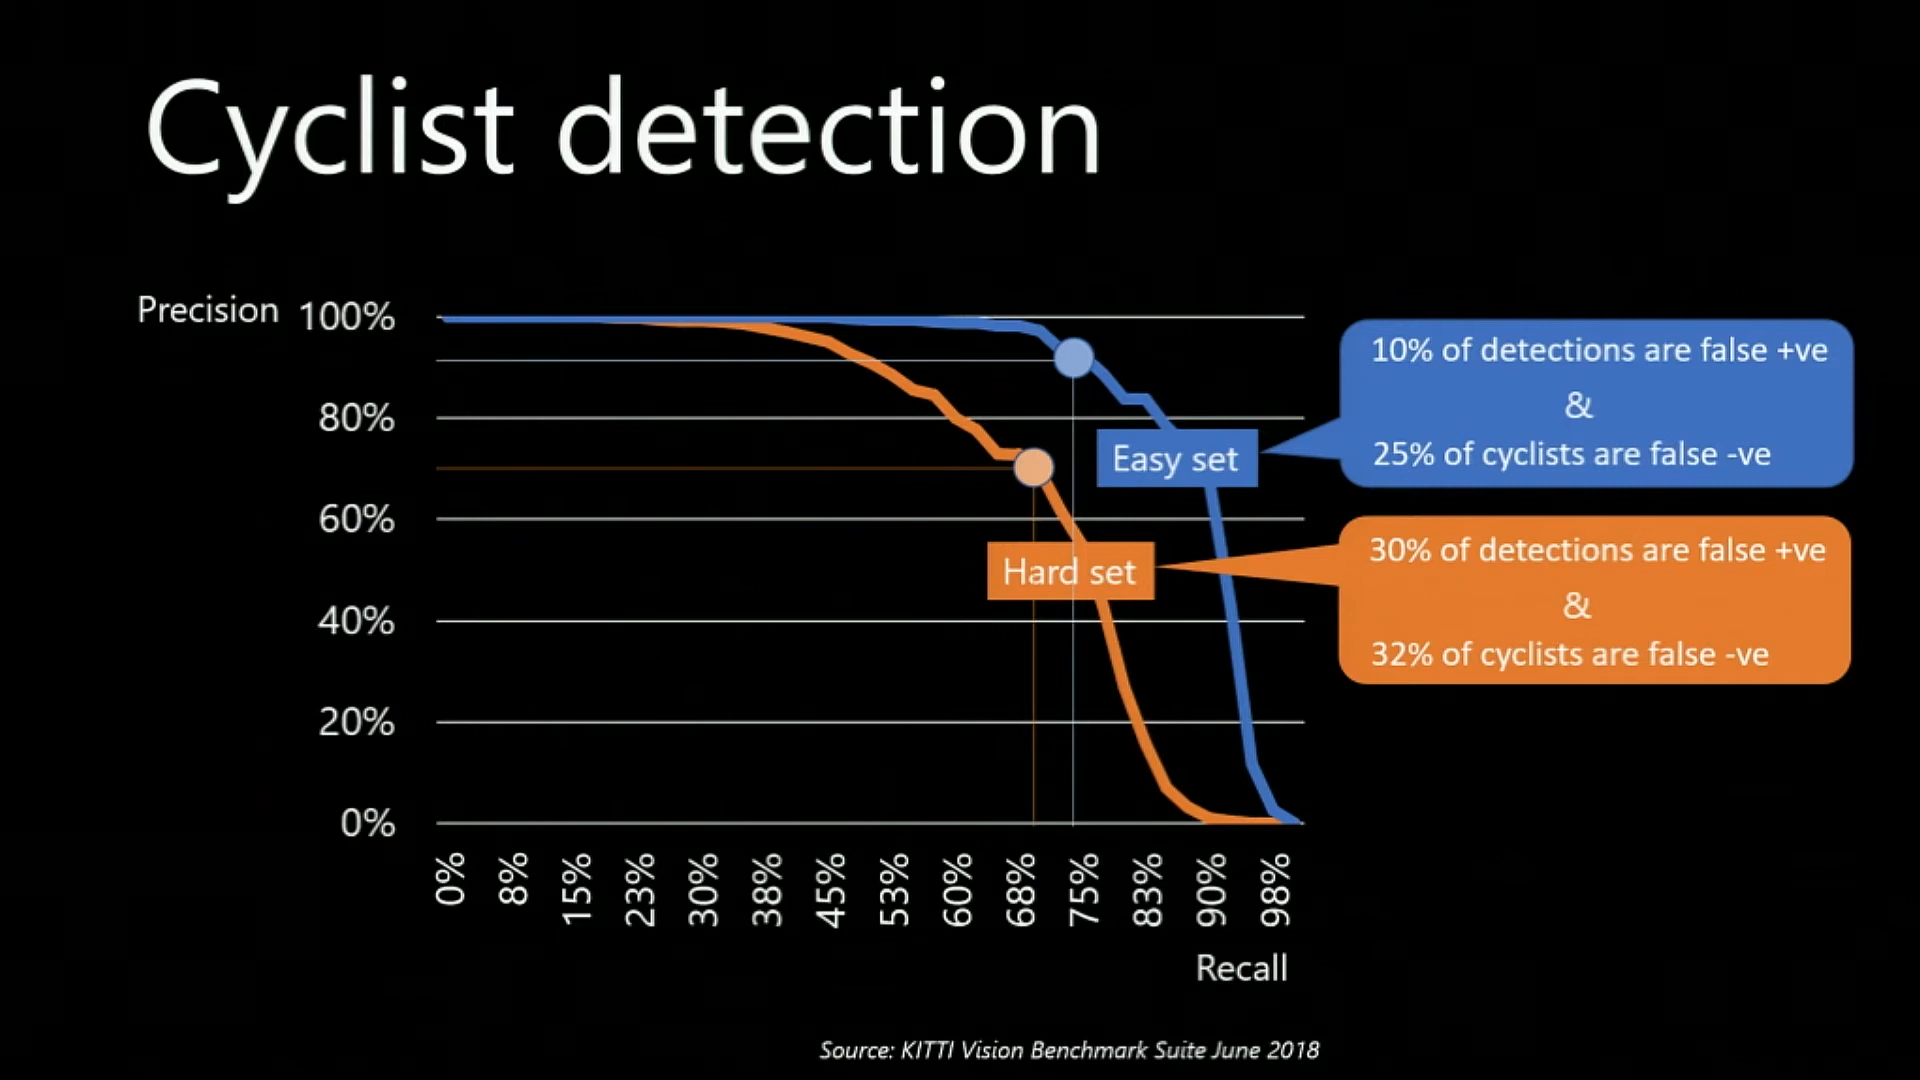 Cyclist detection
Precision
100%
80%
60%
40%
20%
0%
0%
8%
15%
23%
30%
38%
45%
53%
60%
68%
75%
83%
90%
98%
Recall
Easy set
Hard set
10% of detections are false +ve
&
25% of cyclists are false -ve
30% of detections are false +ve
&
32% of cyclists are false -ve
Source: KITTI Vision Benchmark Suite June 2018